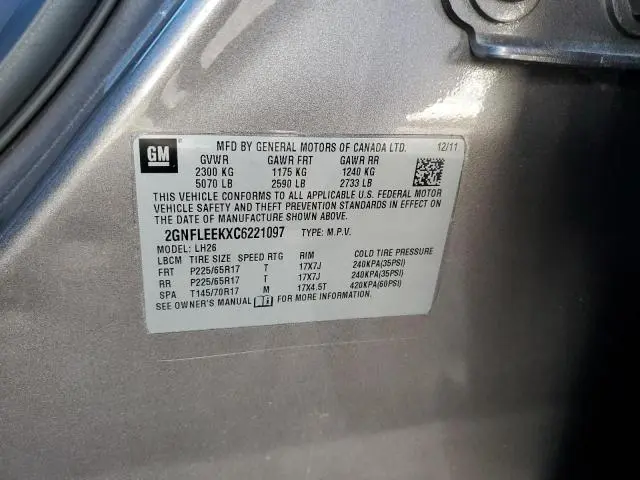 GM
MFD BY GENERAL MOTORS OF CANADA LTD. 12/11
GVWR GAWR FRT GAWR RR
2300 KG 1175 KG 1240 KG
5070 LB 2590 LB 2733 LB
THIS VEHICLE CONFORMS TO ALL APPLICABLE U.S. FEDERAL MOTOR
VEHICLE SAFETY AND THEFT PREVENTION STANDARDS IN EFFECT ON
THE DATE OF MANUFACTURE SHOWN ABOVE.
2GNFLEEKXC6221097 TYPE: M.P.V.
MODEL: LH26
LBCM TIRE SIZE SPEED RTG RIM COLD TIRE PRESSURE
FRT P225/65R17 T 17X7J 240KPA(35PSI)
RR P225/65R17 T 17X7J 240KPA(35PSI)
SPA T145/70R17 M 17X4.5T 420KPA(60PSI)
SEE OWNER'S MANUAL FOR MORE INFORMATION.